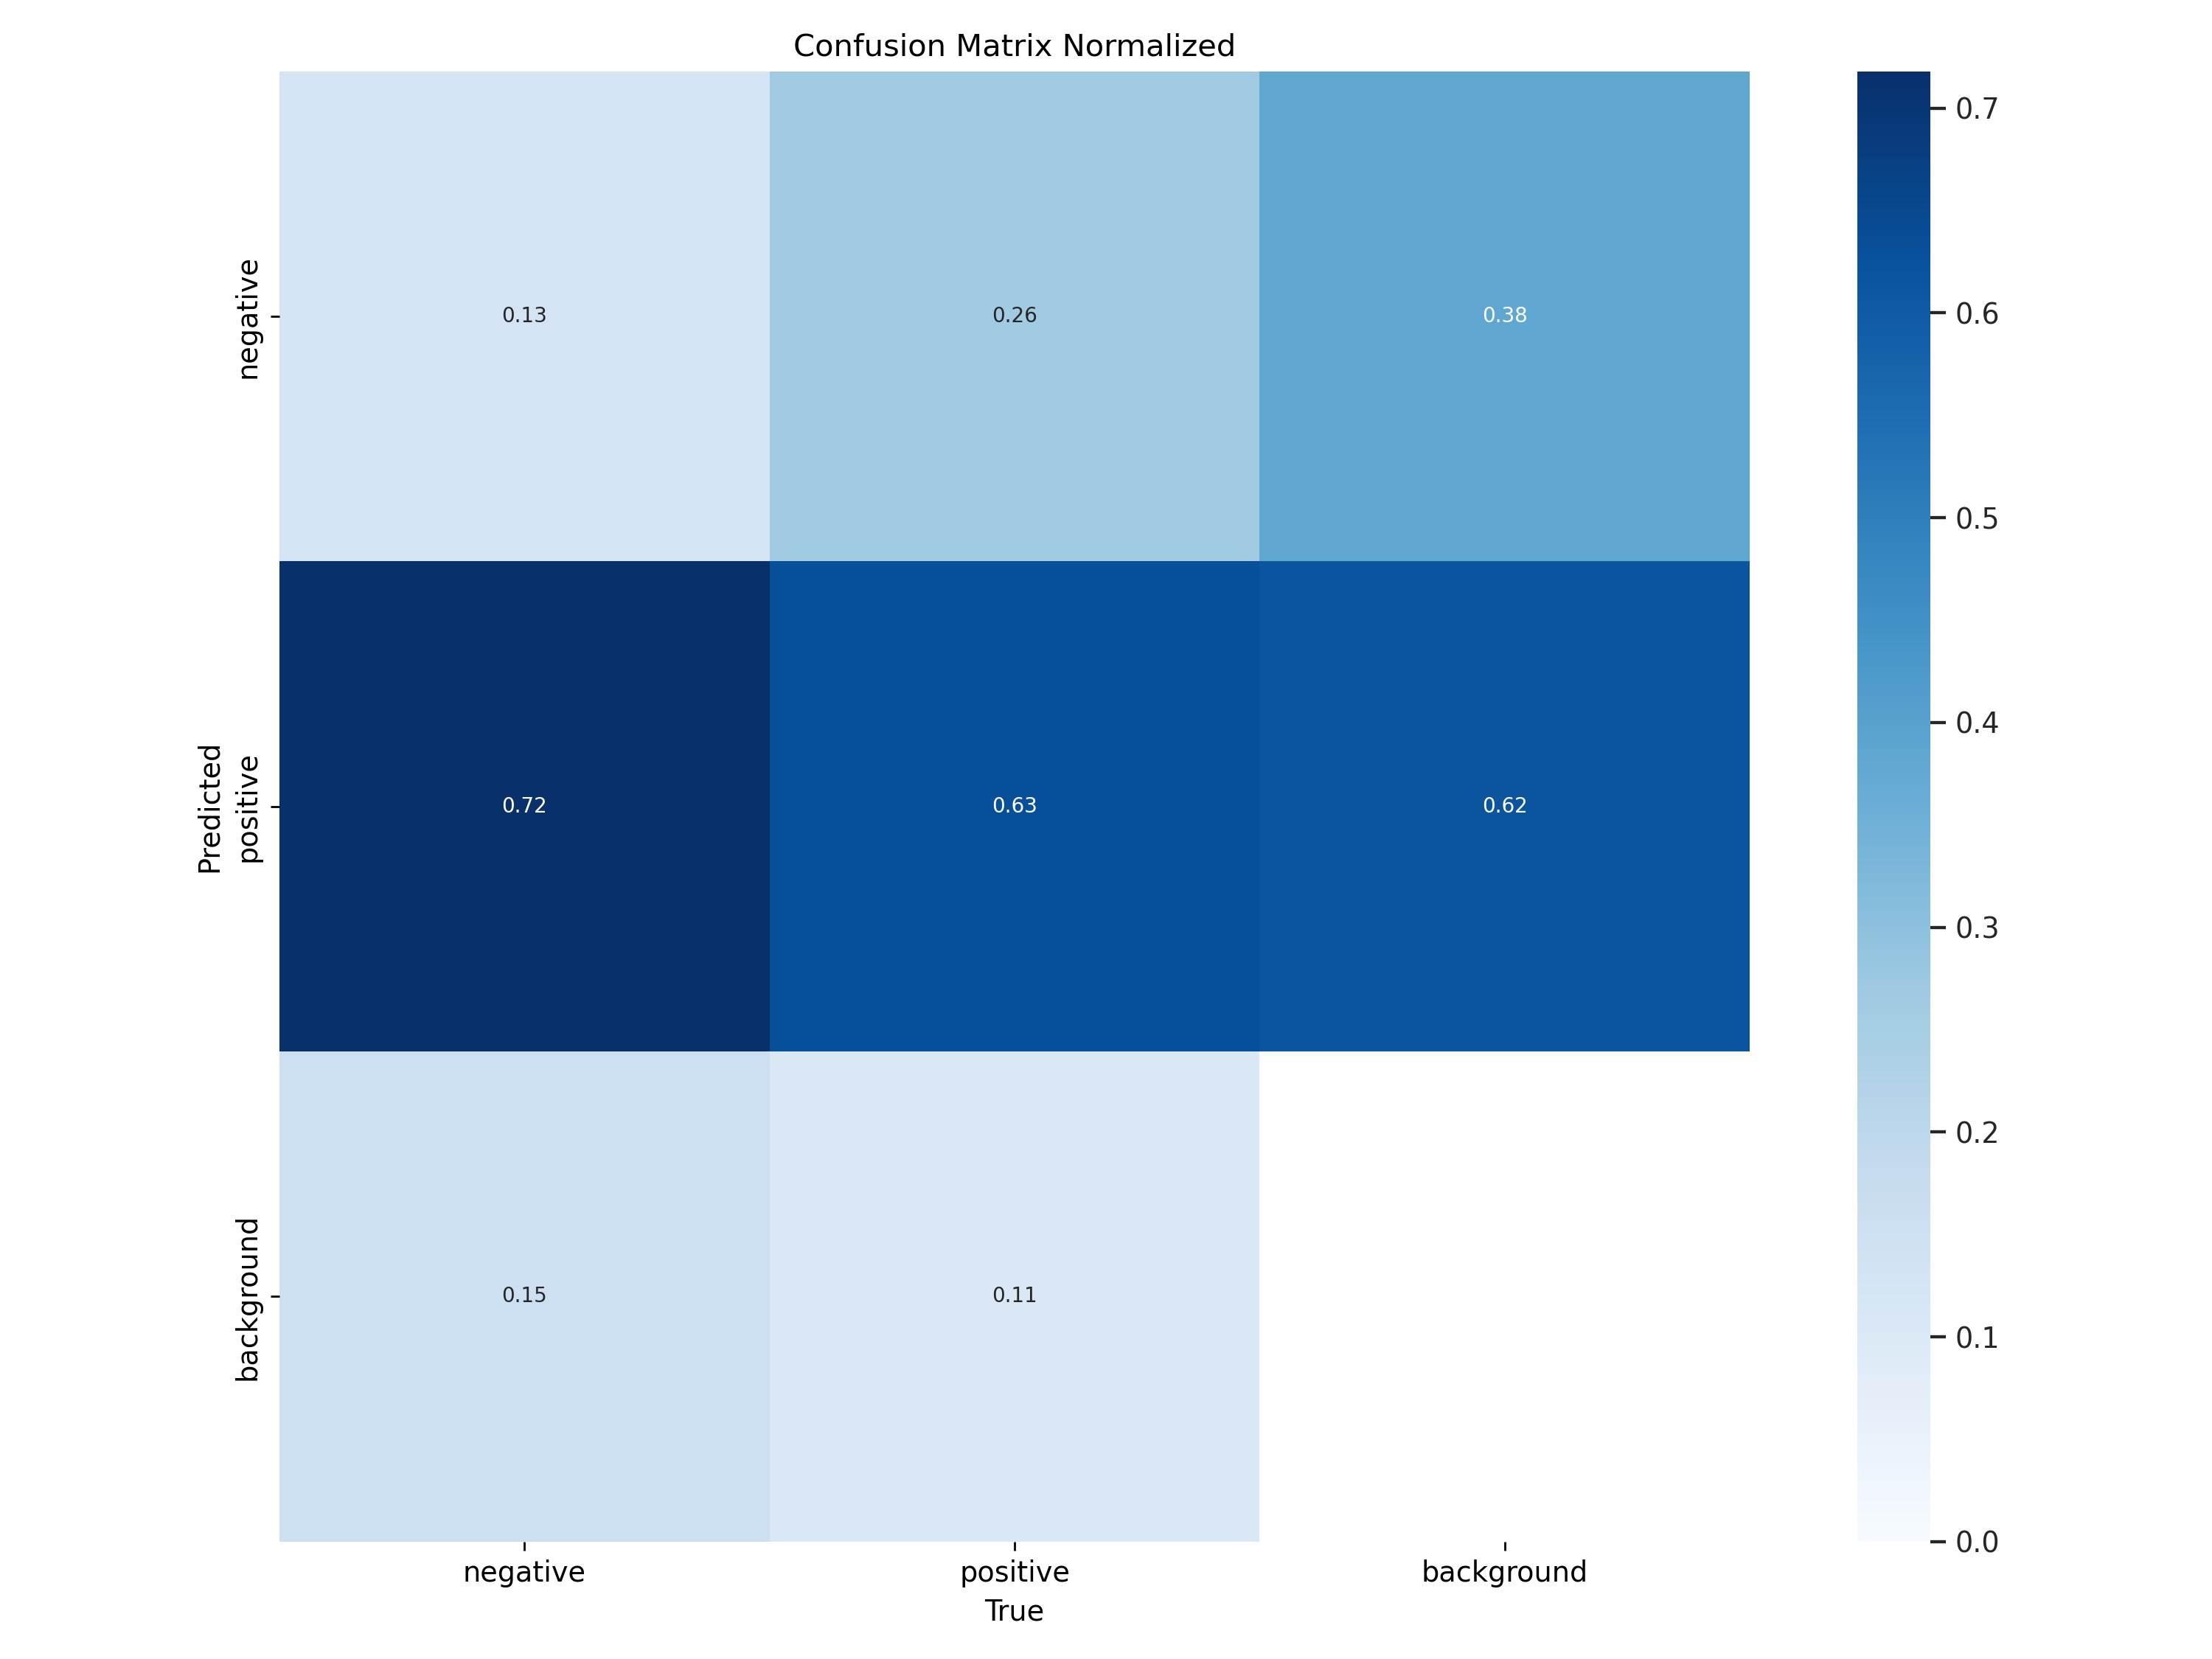 Confusion Matrix Normalized
negative
0.13
0.26
0.38
Predicted
positive
0.72
0.63
0.62
background
0.15
0.11
negative
positive
background
True
0.7
0.6
0.5
0.4
0.3
0.2
0.1
0.0